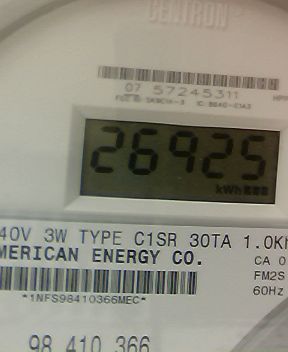 CENTRON
07 57245311
26925
kWh
40V 3W TYPE C1SR 30TA 1.0Kh
MERICAN ENERGY CO.
CA 0
FM2S
*1NFS98410366MEC*
60Hz
98 410 366